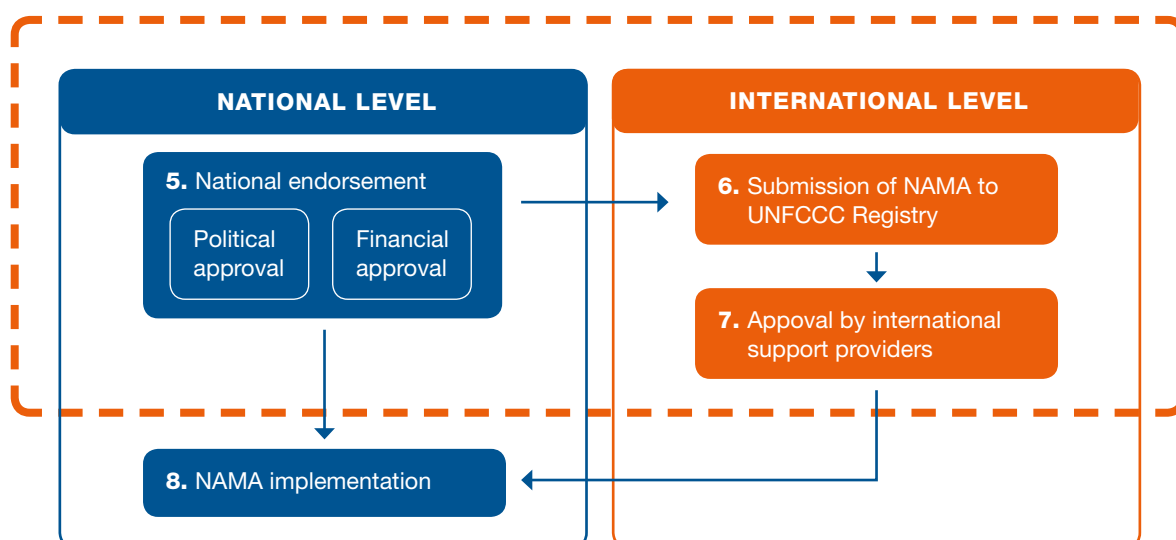 NATIONAL LEVEL
5. National endorsement
Political
approval
Financial
approval
8. NAMA implementation
INTERNATIONAL LEVEL
6. Submission of NAMA to
UNFCCC Registry
7. Appoval by international
support providers